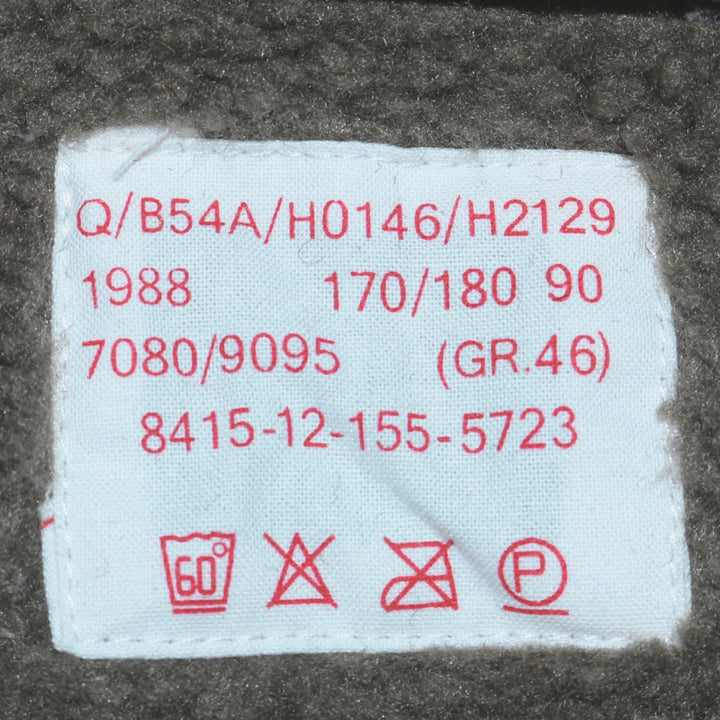 Q/B54A/H0146/H2129
1988 170/180 90
7080/9095 (GR.46)
8415-12-155-5723
60° P